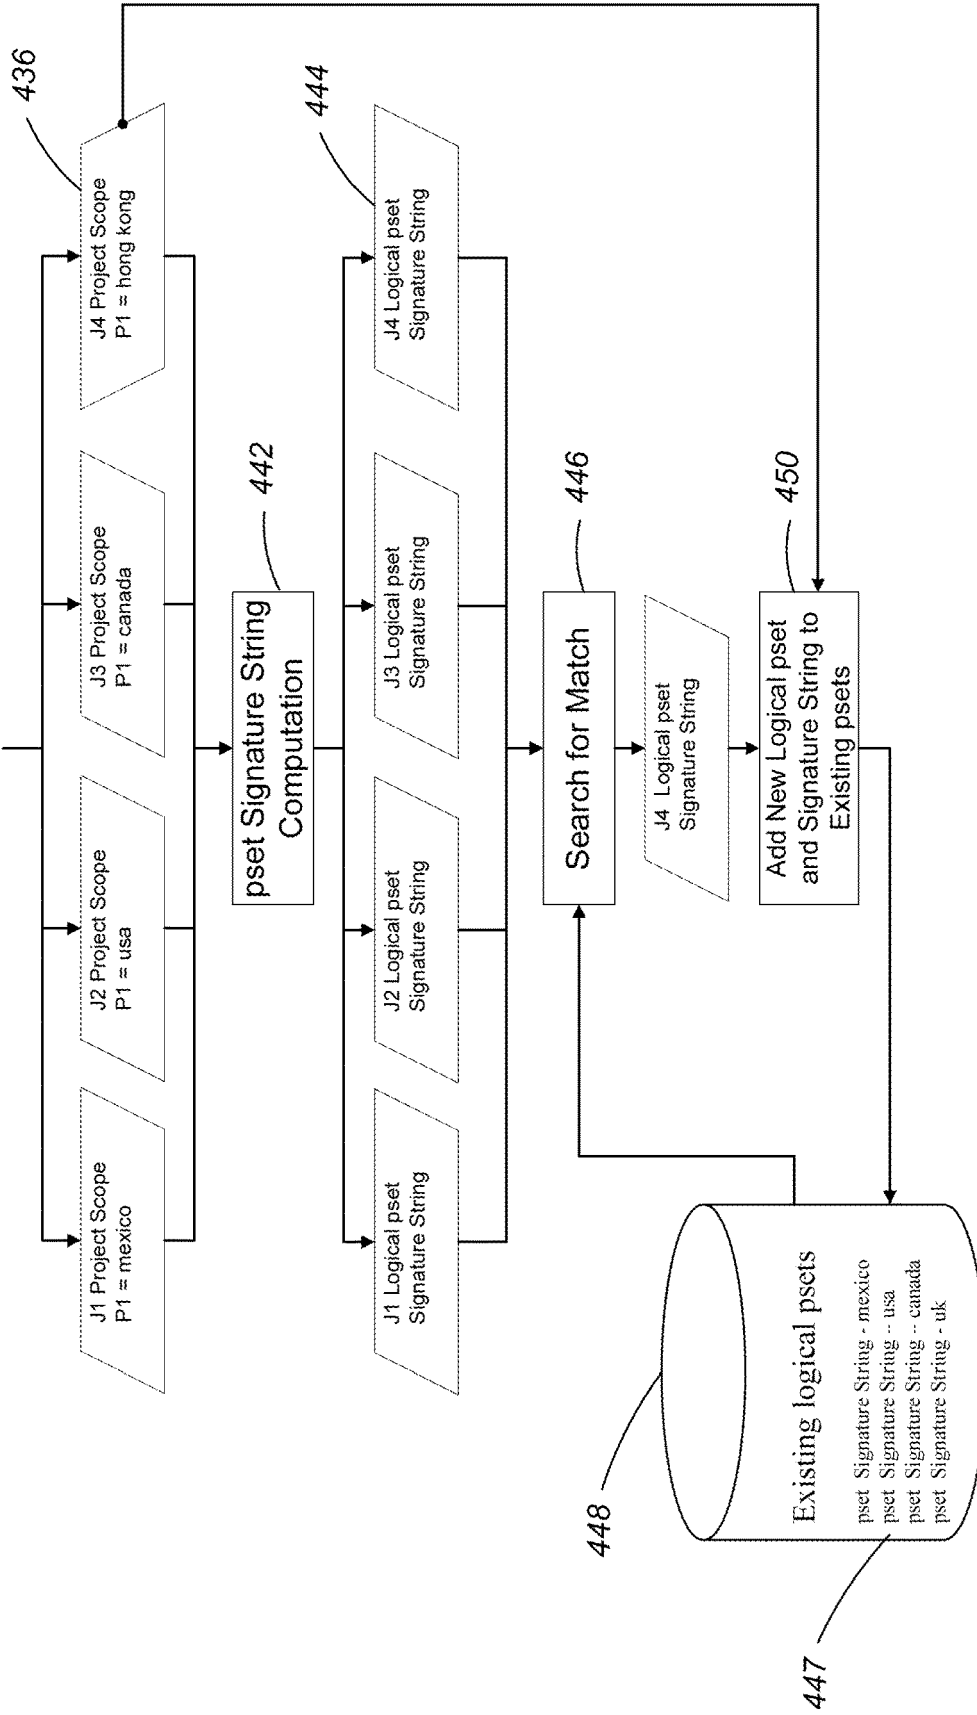 436
J1 Project Scope
P1 = mexico
J2 Project Scope
P1 = usa
J3 Project Scope
P1 = canada
J4 Project Scope
P1 = hong kong
442
pset Signature String
Computation
444
J1 Logical pset
Signature String
J2 Logical pset
Signature String
J3 Logical pset
Signature String
J4 Logical pset
Signature String
446
Search for Match
J4 Logical pset
Signature String
450
Add New Logical pset
and Signature String to
Existing psets
448
Existing logical psets
pset Signature String - mexico
pset Signature String -- usa
pset Signature String -- canada
pset Signature String - uk
447